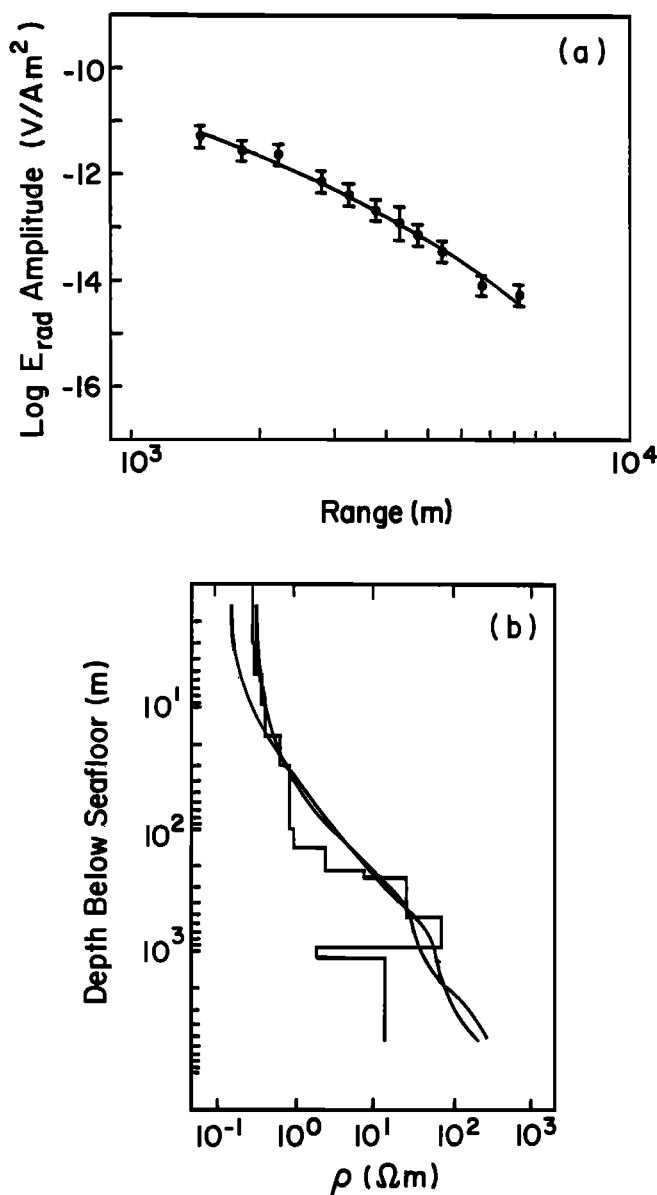 (a)
Log E_rad Amplitude (V/Am²)
-10
-12
-14
-16
10³
10⁴
Range (m)
(b)
Depth Below Seafloor (m)
10¹
10²
10³
10⁻¹
10⁰
10¹
10²
10³
ρ (Ωm)